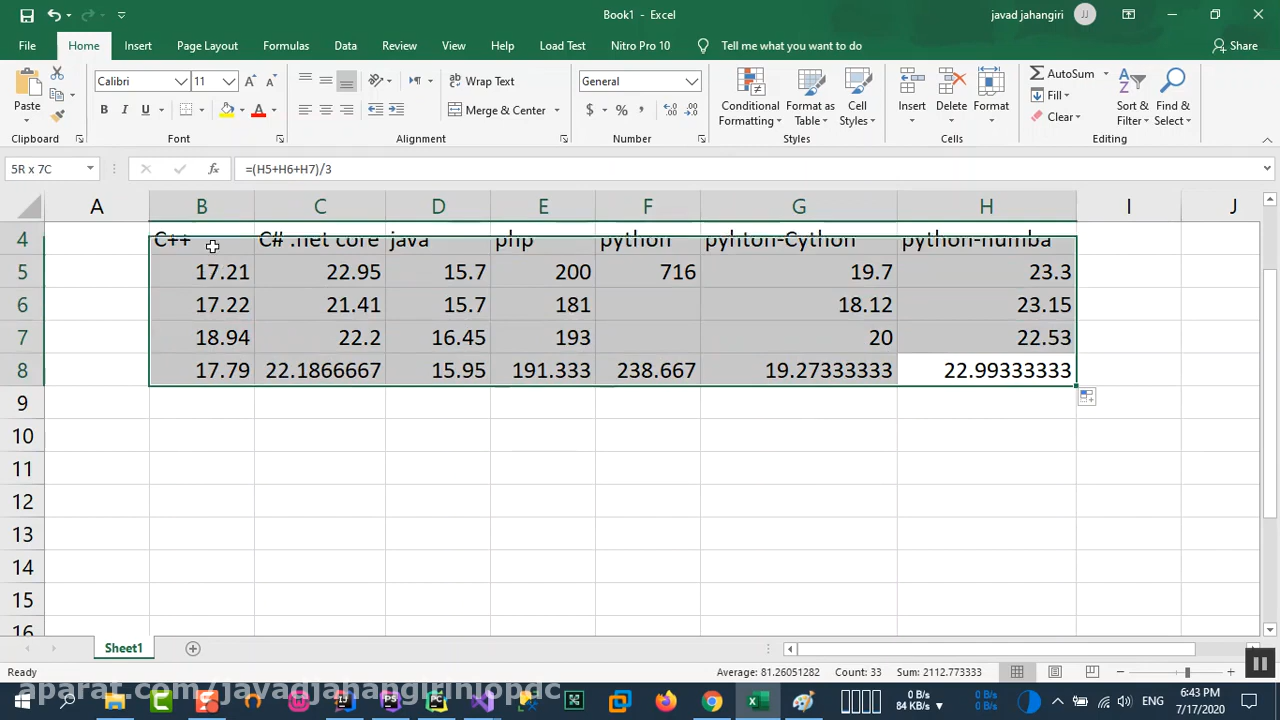 Book1 - Excel
javad jahangiri
JJ
File Home Insert Page Layout Formulas Data Review View Help Load Test Nitro Pro 10 Tell me what you want to do Share
Calibri 11 Wrap Text General AutoSum
Paste Merge & Center Conditional Formatting Format Table Cell Styles Insert Delete Format Fill Clear Sort & Filter Find & Select
Clipboard Font Alignment Number Styles Cells Editing
5R x 7C =(H5+H6+H7)/3
A B C D E F G H I J
4 C++ C# .net core java php python pyhton-Cython python-numba
5 17.21 22.95 15.7 200 716 19.7 23.3
6 17.22 21.41 15.7 181 18.12 23.15
7 18.94 22.2 16.45 193 20 22.53
8 17.79 22.1866667 15.95 191.333 238.667 19.27333333 22.99333333
9
10
11
12
13
14
15
16
Sheet1
Ready Average: 81.26051282 Count: 33 Sum: 2112.773333
aparat.com/javadjahangirin.opdc
0 B/s 84 KB/s 0 B/s 0 B/s ENG 6:43 PM 7/17/2020